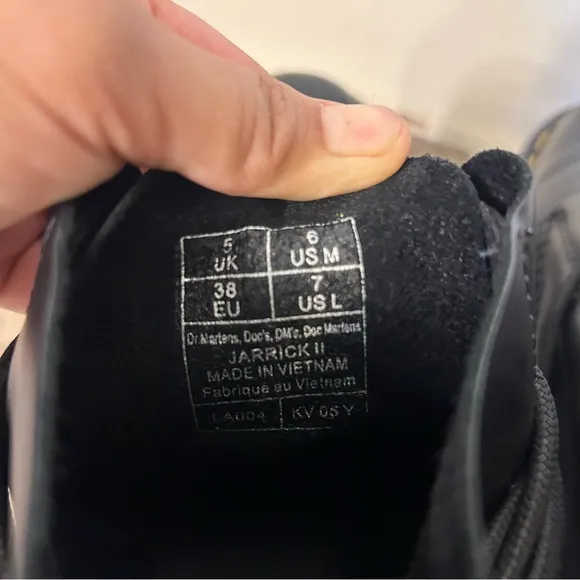 5 6
UK US M
38 7
EU US L
Dr.Martens, Doc's, DM's, Doc Martens
JARRICK II
MADE IN VIETNAM
Fabriqué au Vietnam
LA004 KV 05 Y